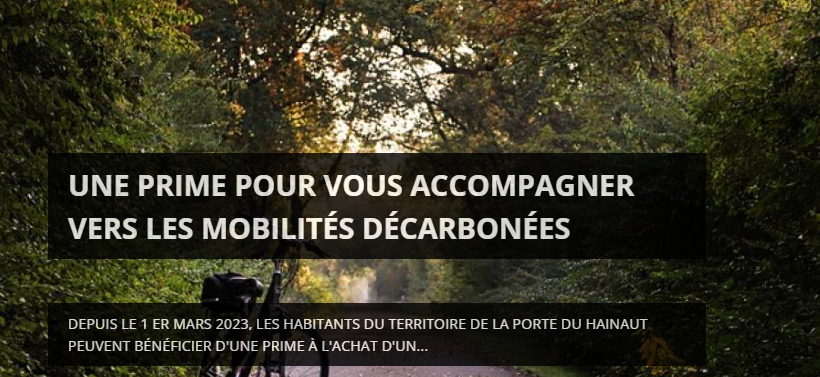 UNE PRIME POUR VOUS ACCOMPAGNER
VERS LES MOBILITÉS DÉCARBONÉES
DEPUIS LE 1 ER MARS 2023, LES HABITANTS DU TERRITOIRE DE LA PORTE DU HAINAUT
PEUVENT BÉNÉFICIER D'UNE PRIME À L'ACHAT D'UN...